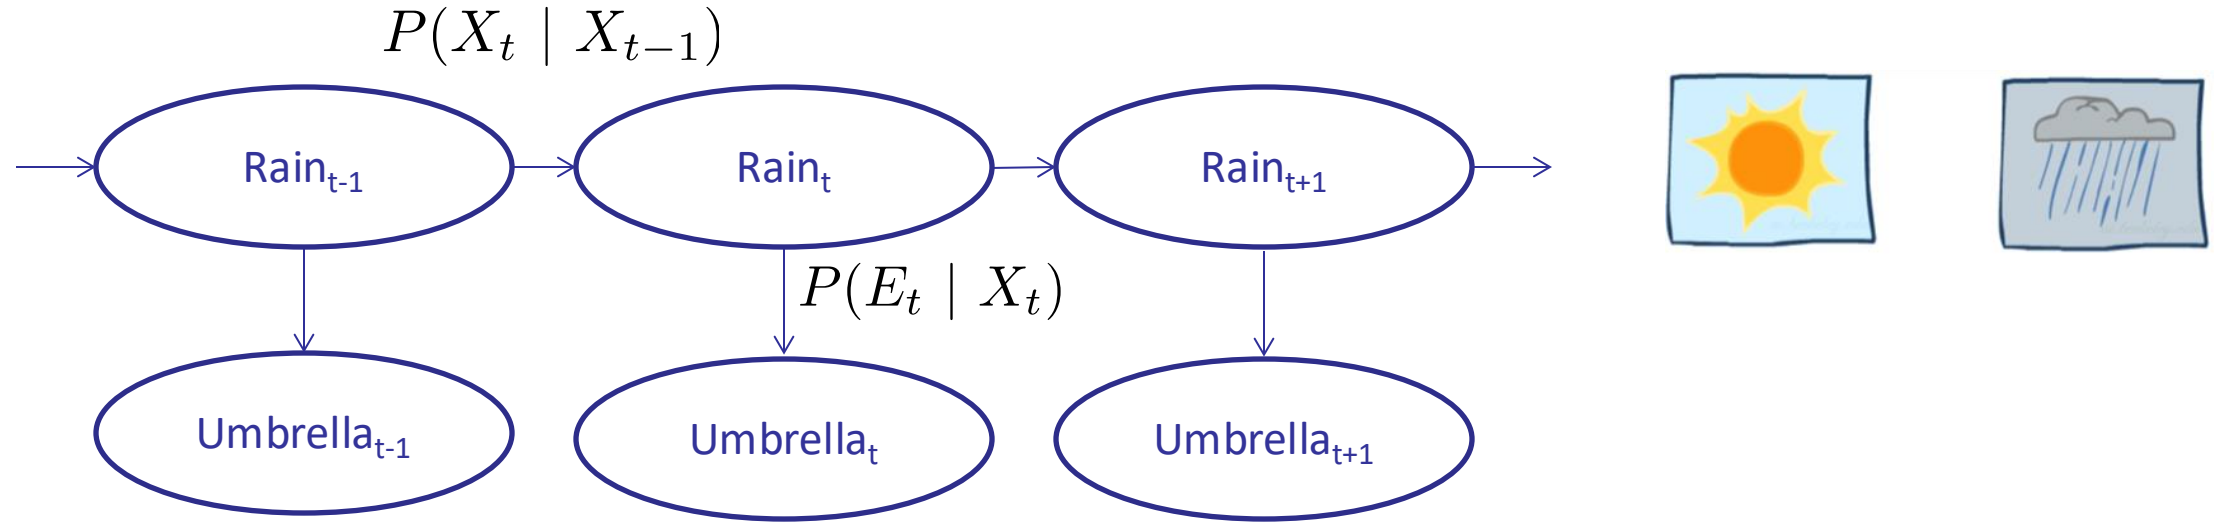 P(X_t | X_{t-1})
Rain_{t-1}
Rain_t
Rain_{t+1}
P(E_t | X_t)
Umbrella_{t-1}
Umbrella_t
Umbrella_{t+1}